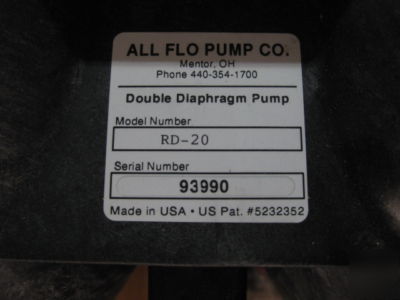 ALL FLO PUMP CO.
Mentor, OH
Phone 440-354-1700
Double Diaphragm Pump
Model Number
RD-20
Serial Number
93990
Made in USA • US Pat. #5232352